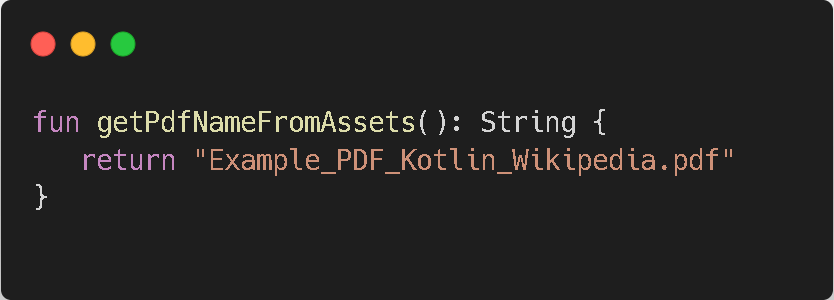 fun getPdfNameFromAssets(): String {
   return "Example_PDF_Kotlin_Wikipedia.pdf"
}